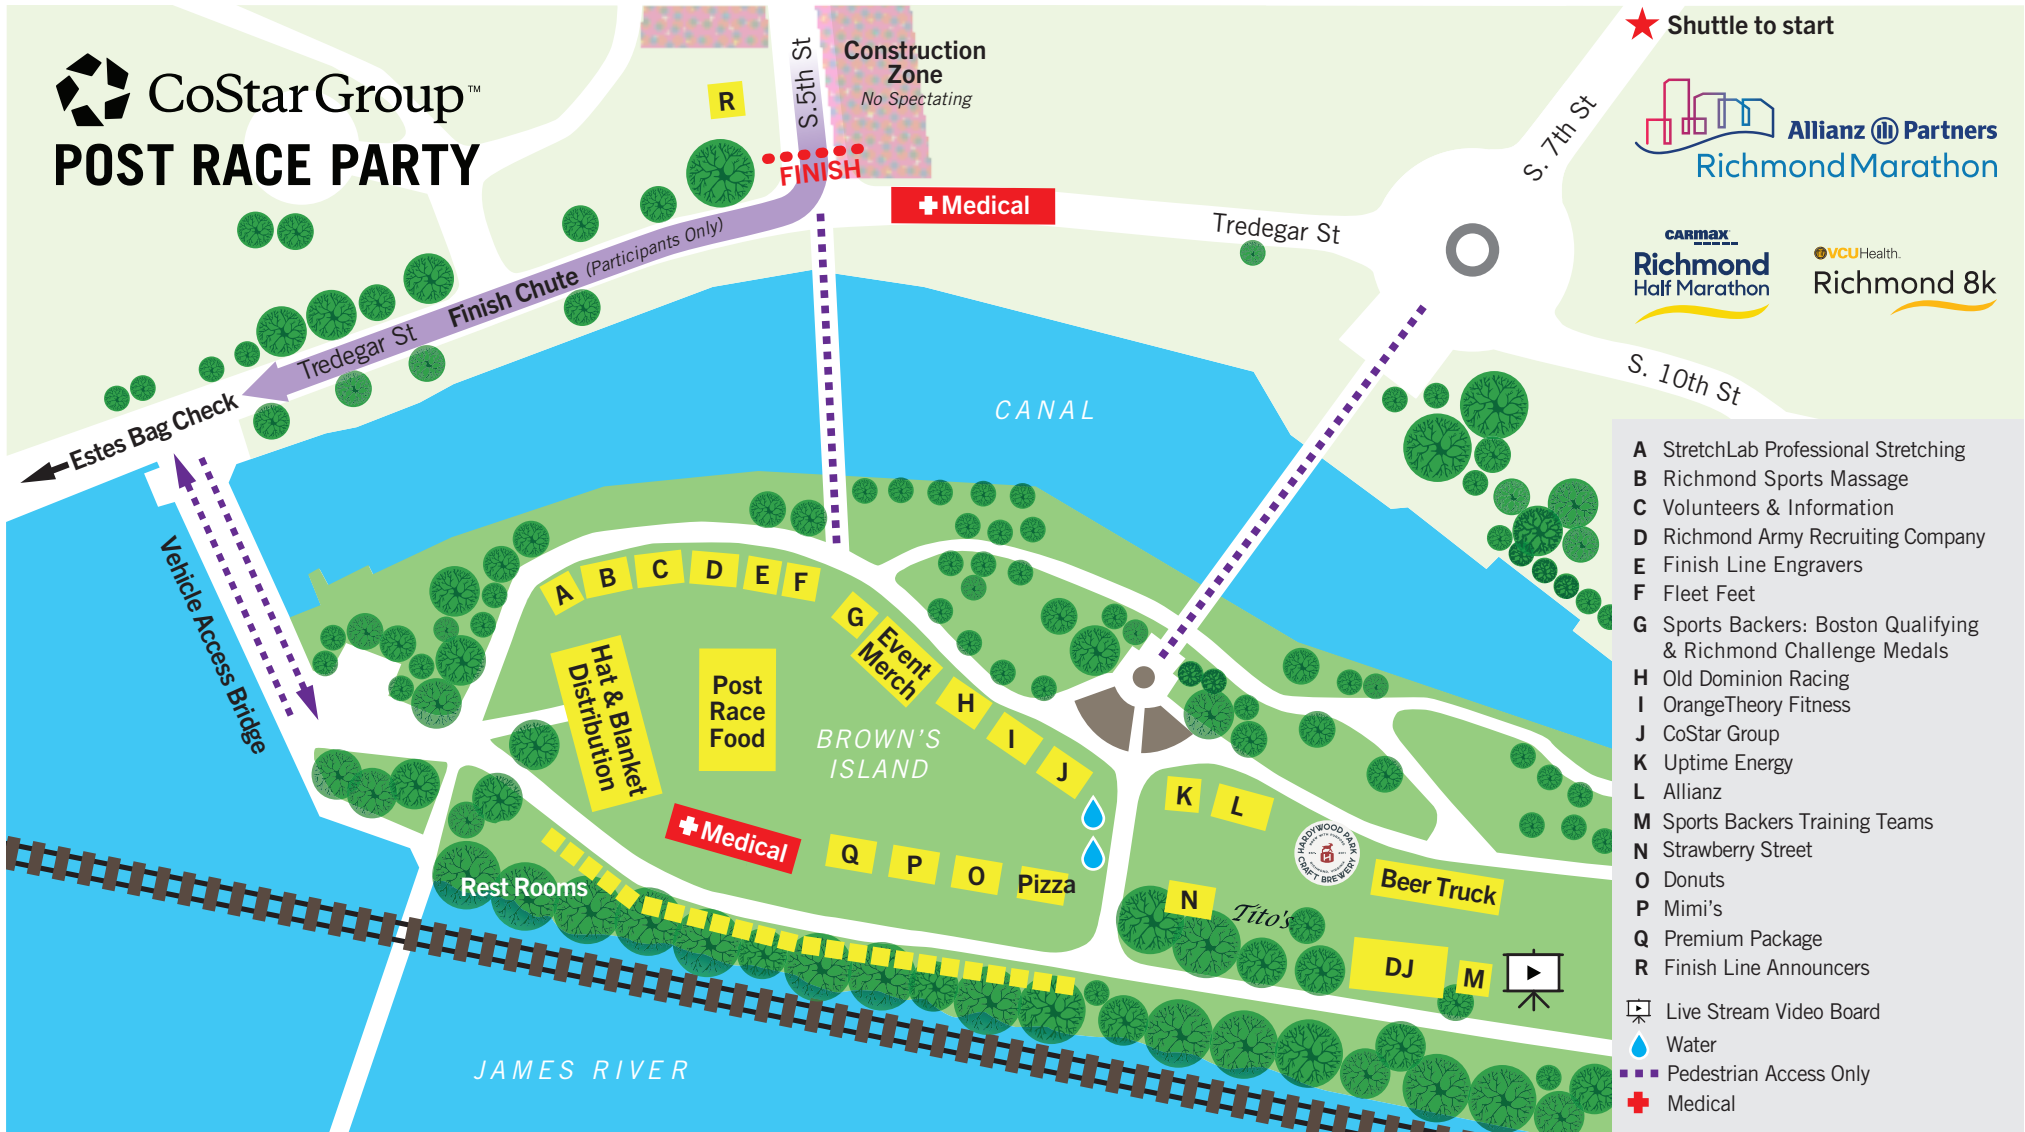 CoStar Group™
POST RACE PARTY
R
S.5th St
Construction
Zone
No Spectating
FINISH
Medical
Tredegar St
S. 7th St
Shuttle to start
Allianz Partners
Richmond Marathon
CARMAX
Richmond
Half Marathon
VCUHealth.
Richmond 8k
Finish Chute (Participants Only)
Tredegar St
Estes Bag Check
S. 10th St
CANAL
Vehicle Access Bridge
A
B
C
D
E
F
G
Event
Merch
H
I
J
Hat & Blanket
Distribution
Post
Race
Food
BROWN'S
ISLAND
Medical
Q
P
O
Pizza
K
L
HARDYWOOD PARK
CRAFT BREWERY
Beer Truck
N
Tito's
DJ
M
Rest Rooms
JAMES RIVER
A StretchLab Professional Stretching
B Richmond Sports Massage
C Volunteers & Information
D Richmond Army Recruiting Company
E Finish Line Engravers
F Fleet Feet
G Sports Backers: Boston Qualifying
& Richmond Challenge Medals
H Old Dominion Racing
I OrangeTheory Fitness
J CoStar Group
K Uptime Energy
L Allianz
M Sports Backers Training Teams
N Strawberry Street
O Donuts
P Mimi's
Q Premium Package
R Finish Line Announcers
Live Stream Video Board
Water
Pedestrian Access Only
Medical